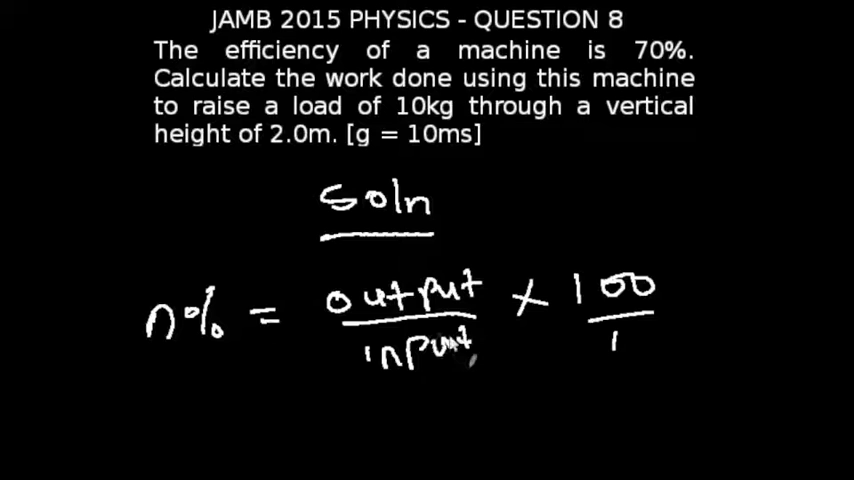 JAMB 2015 PHYSICS - QUESTION 8
The efficiency of a machine is 70%.
Calculate the work done using this machine
to raise a load of 10kg through a vertical
height of 2.0m. [g = 10ms]
Soln
n% = output/input × 100/1